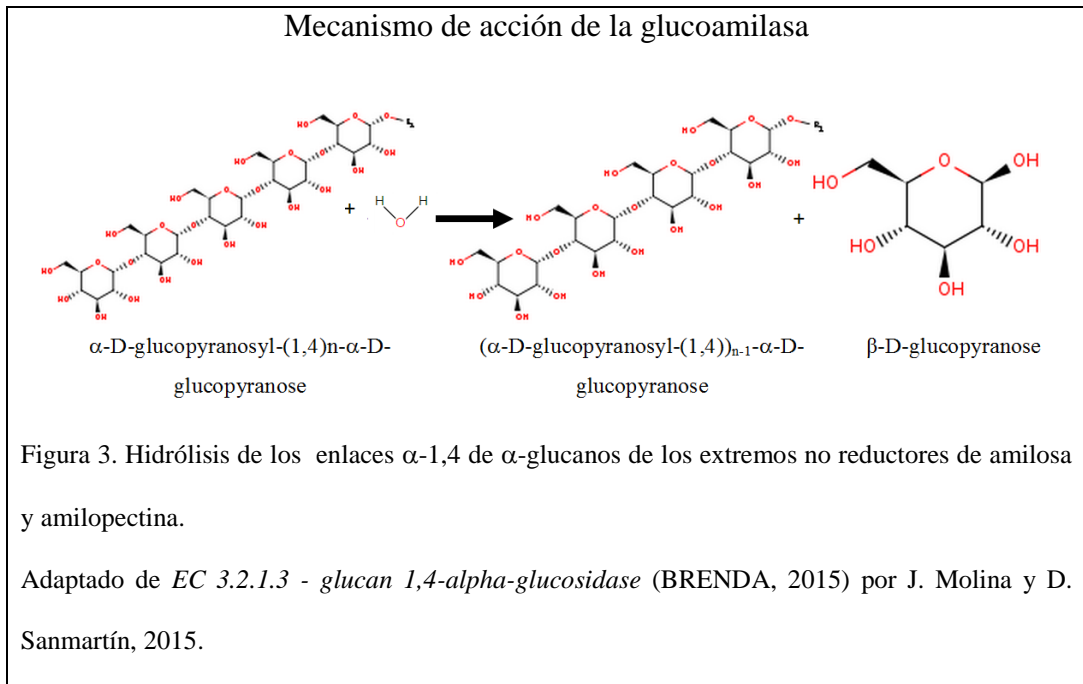 Mecanismo de acción de la glucoamilasa
+ H H O +
α-D-glucopyranosyl-(1,4)n-α-D-
glucopyranose
(α-D-glucopyranosyl-(1,4))n-1-α-D-
glucopyranose
β-D-glucopyranose
Figura 3. Hidrólisis de los enlaces α-1,4 de α-glucanos de los extremos no reductores de amilosa
y amilopectina.
Adaptado de EC 3.2.1.3 - glucan 1,4-alpha-glucosidase (BRENDA, 2015) por J. Molina y D.
Sanmartín, 2015.